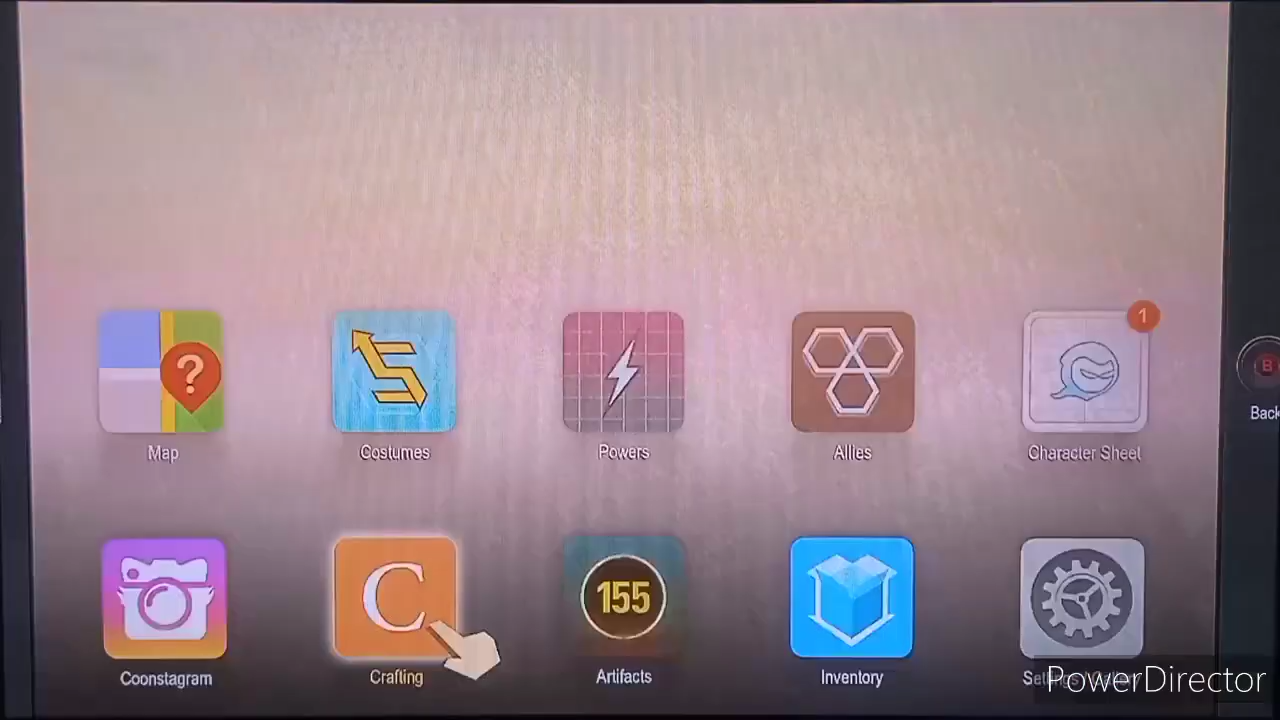 ?
1
Map
Costumes
Powers
Allies
Character Sheet
B
Back
C
155
Coonstagram
Crafting
Artifacts
Inventory
PowerDirector